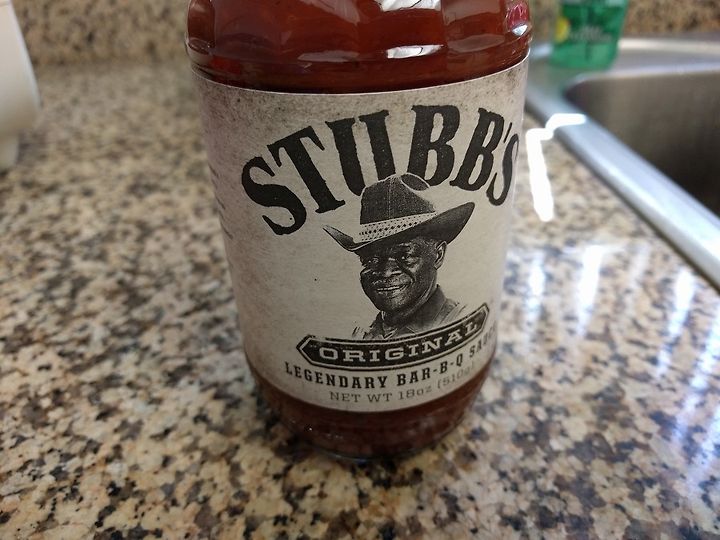 STUBB'S
ORIGINAL
LEGENDARY BAR-B-Q SAUCE
NET WT 18oz (510g)